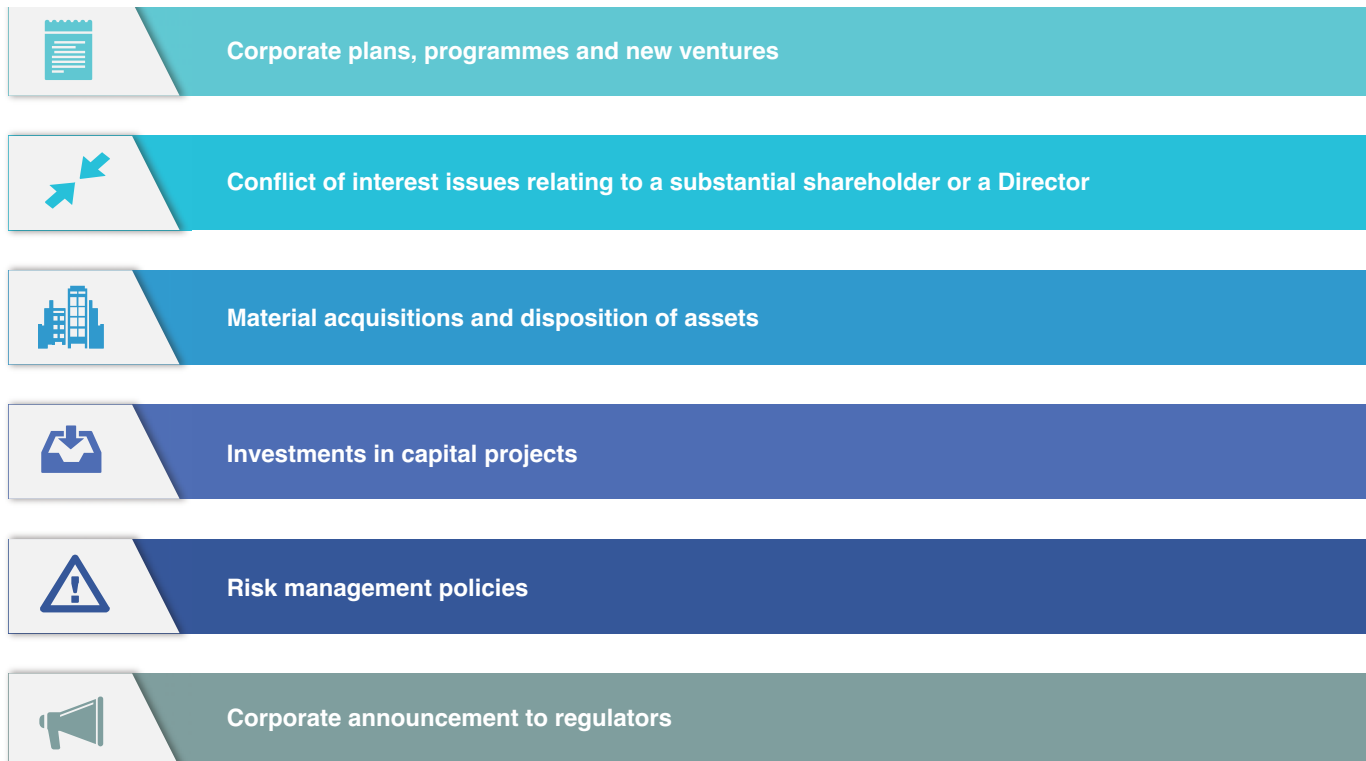 Corporate plans, programmes and new ventures
Conflict of interest issues relating to a substantial shareholder or a Director
Material acquisitions and disposition of assets
Investments in capital projects
Risk management policies
Corporate announcement to regulators